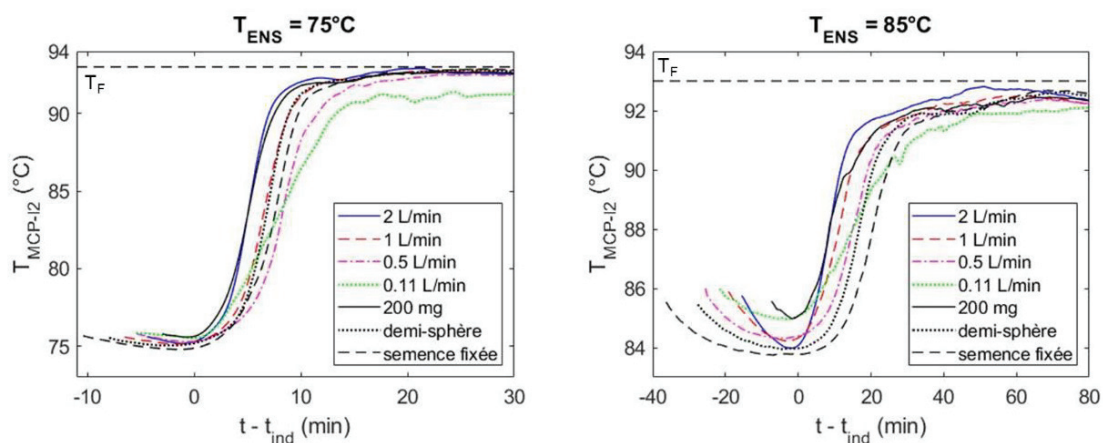 T_ENS = 75°C
94
T_F
90
85
80
75
T_MCP-I2 (°C)
2 L/min
1 L/min
0.5 L/min
0.11 L/min
200 mg
demi-sphère
semence fixée
-10 0 10 20 30
t - t_ind (min)
T_ENS = 85°C
94
T_F
92
90
88
86
84
T_MCP-I2 (°C)
2 L/min
1 L/min
0.5 L/min
0.11 L/min
200 mg
demi-sphère
semence fixée
-40 -20 0 20 40 60 80
t - t_ind (min)